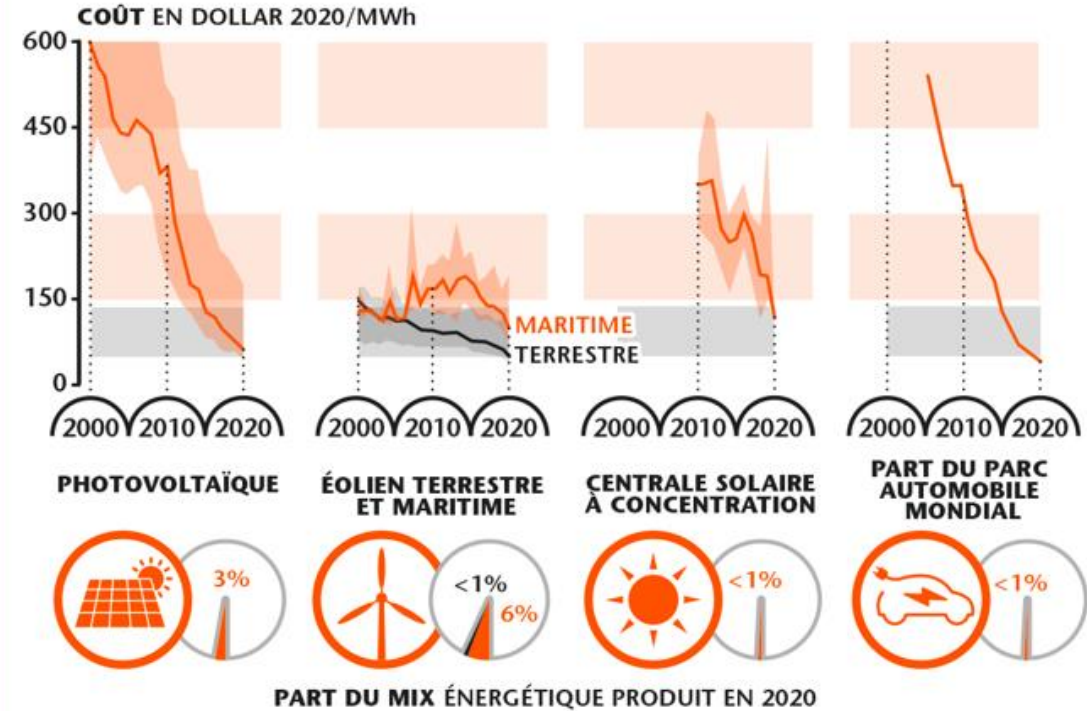 COÛT EN DOLLAR 2020/MWh
600
450
300
150
0
MARITIME
TERRESTRE
2000 2010 2020
2000 2010 2020
2000 2010 2020
2000 2010 2020
PHOTOVOLTAÏQUE
ÉOLIEN TERRESTRE
ET MARITIME
CENTRALE SOLAIRE
À CONCENTRATION
PART DU PARC
AUTOMOBILE
MONDIAL
3%
<1%
6%
<1%
<1%
PART DU MIX ÉNERGÉTIQUE PRODUIT EN 2020